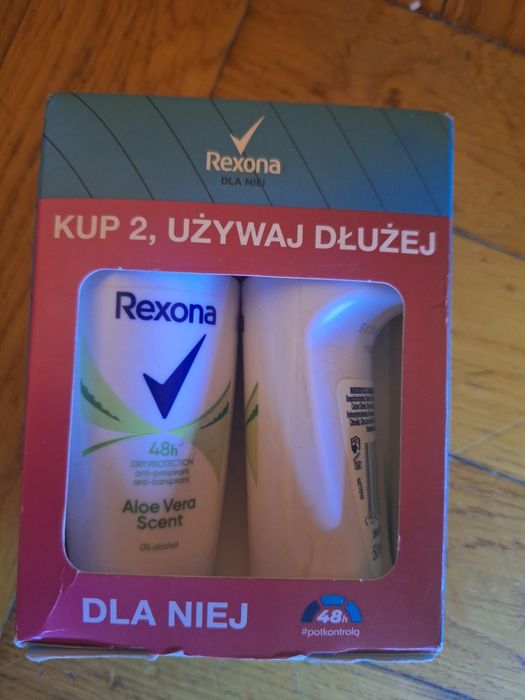 Rexona
DLA NIEJ
KUP 2, UŻYWAJ DŁUŻEJ
Rexona
48h
DRY PROTECTION
anti-perspirant
anti-transpirant
Aloe Vera
Scent
0% alcohol
DLA NIEJ
48h
#potkontrolą